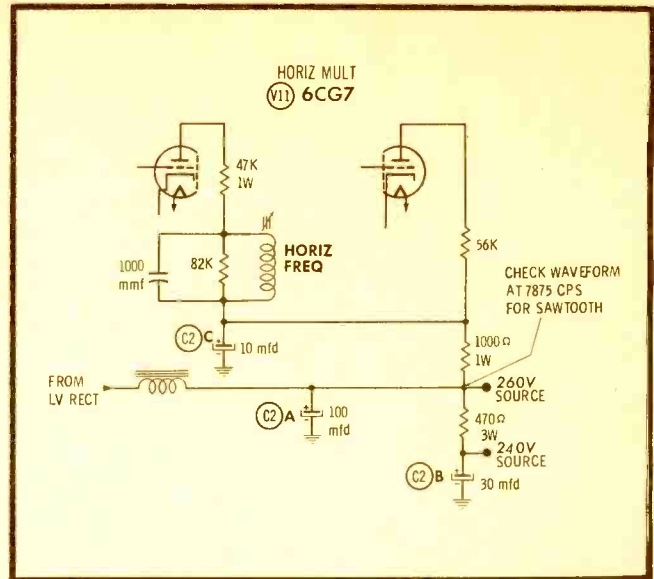 HORIZ MULT
V11 6CG7
47K
1W
HORIZ
FREQ
82K
1000
mmf
56K
CHECK WAVEFORM
AT 7875 CPS
FOR SAWTOOTH
C2 C
10 mfd
1000Ω
1W
FROM
LV RECT
260V
SOURCE
C2 A
100
mfd
470Ω
3W
240V
SOURCE
C2 B
30 mfd